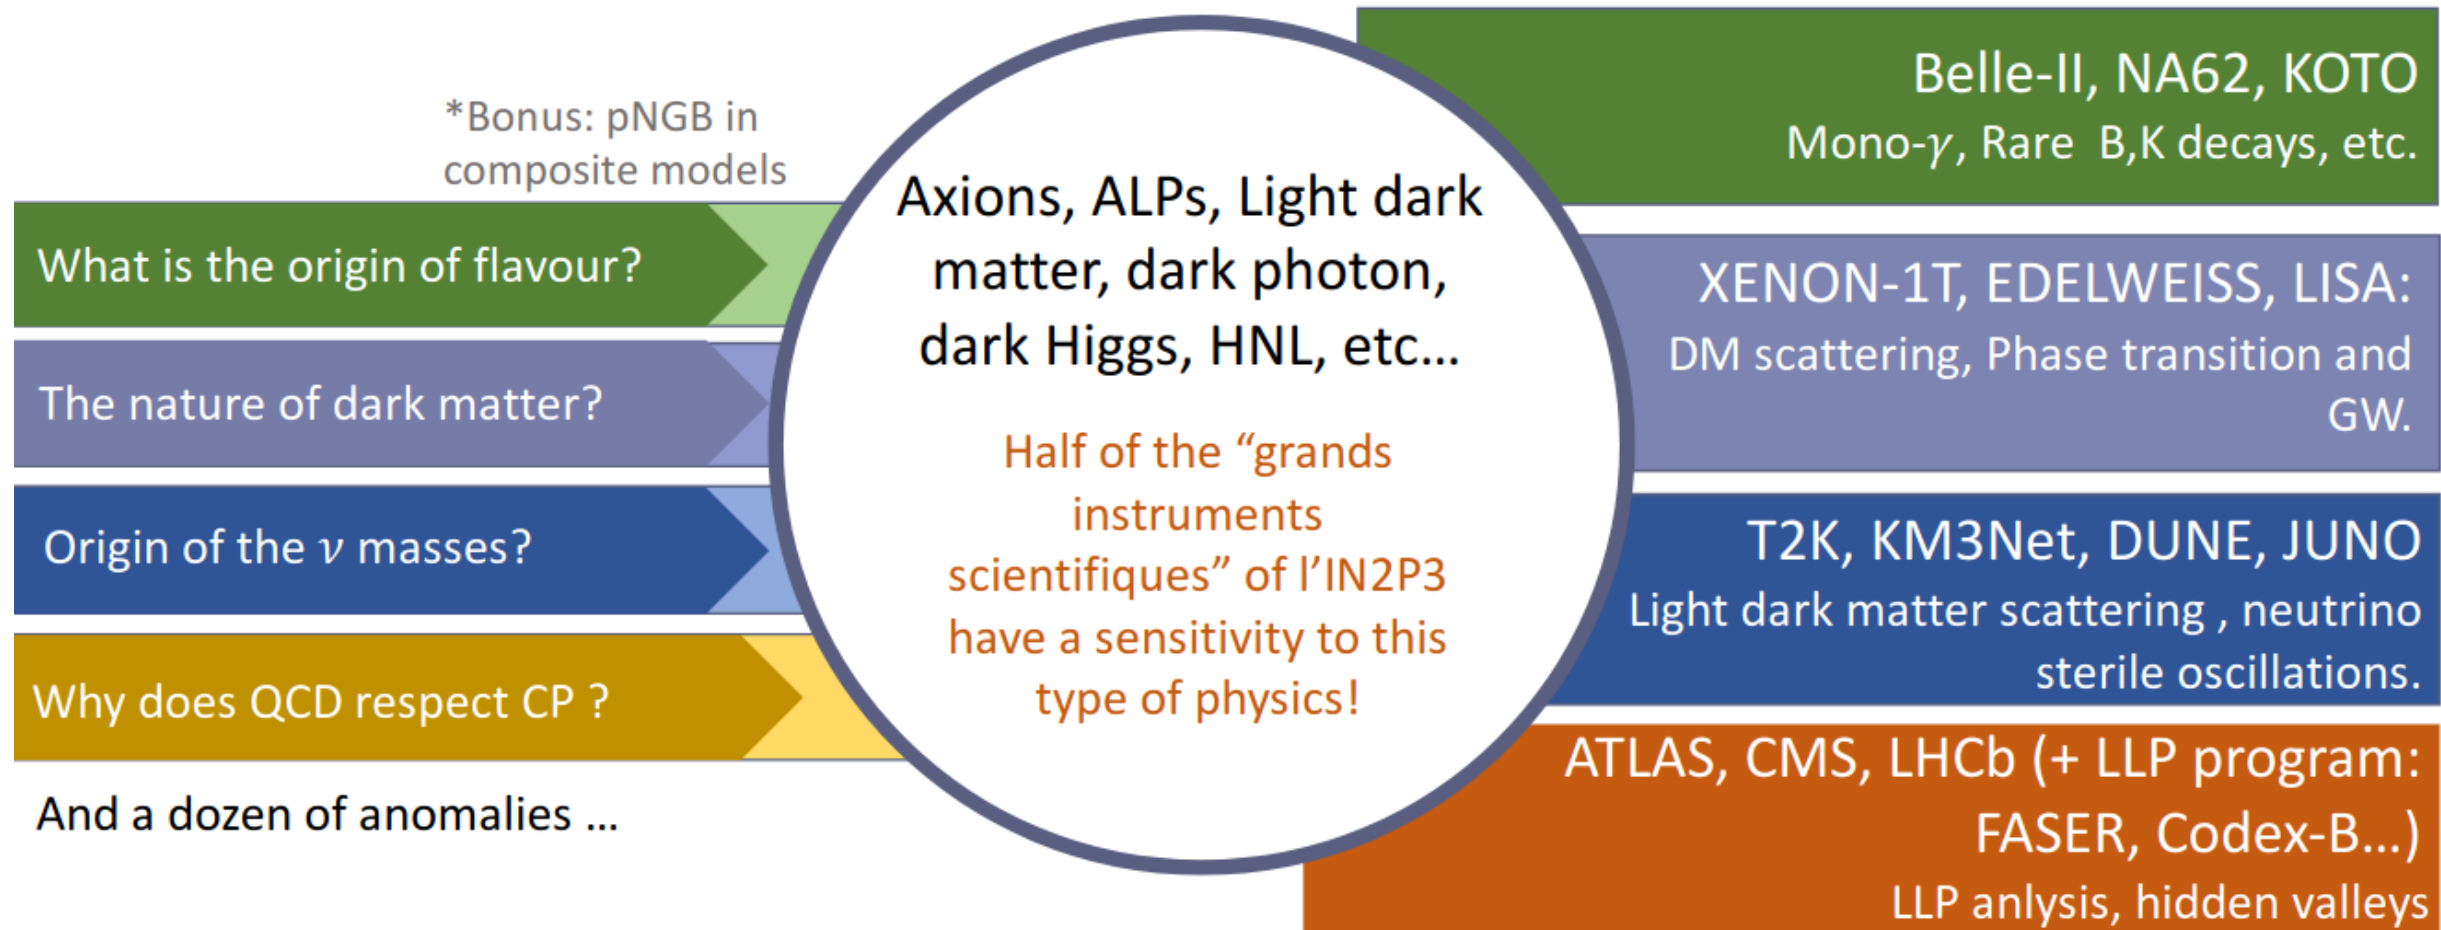 *Bonus: pNGB in
composite models
What is the origin of flavour?
The nature of dark matter?
Origin of the ν masses?
Why does QCD respect CP ?
And a dozen of anomalies ...
Axions, ALPs, Light dark
matter, dark photon,
dark Higgs, HNL, etc...
Half of the “grands
instruments
scientifiques” of l’IN2P3
have a sensitivity to this
type of physics!
Belle-II, NA62, KOTO
Mono-γ, Rare B,K decays, etc.
XENON-1T, EDELWEISS, LISA:
DM scattering, Phase transition and
GW.
T2K, KM3Net, DUNE, JUNO
Light dark matter scattering , neutrino
sterile oscillations.
ATLAS, CMS, LHCb (+ LLP program:
FASER, Codex-B...)
LLP anlysis, hidden valleys